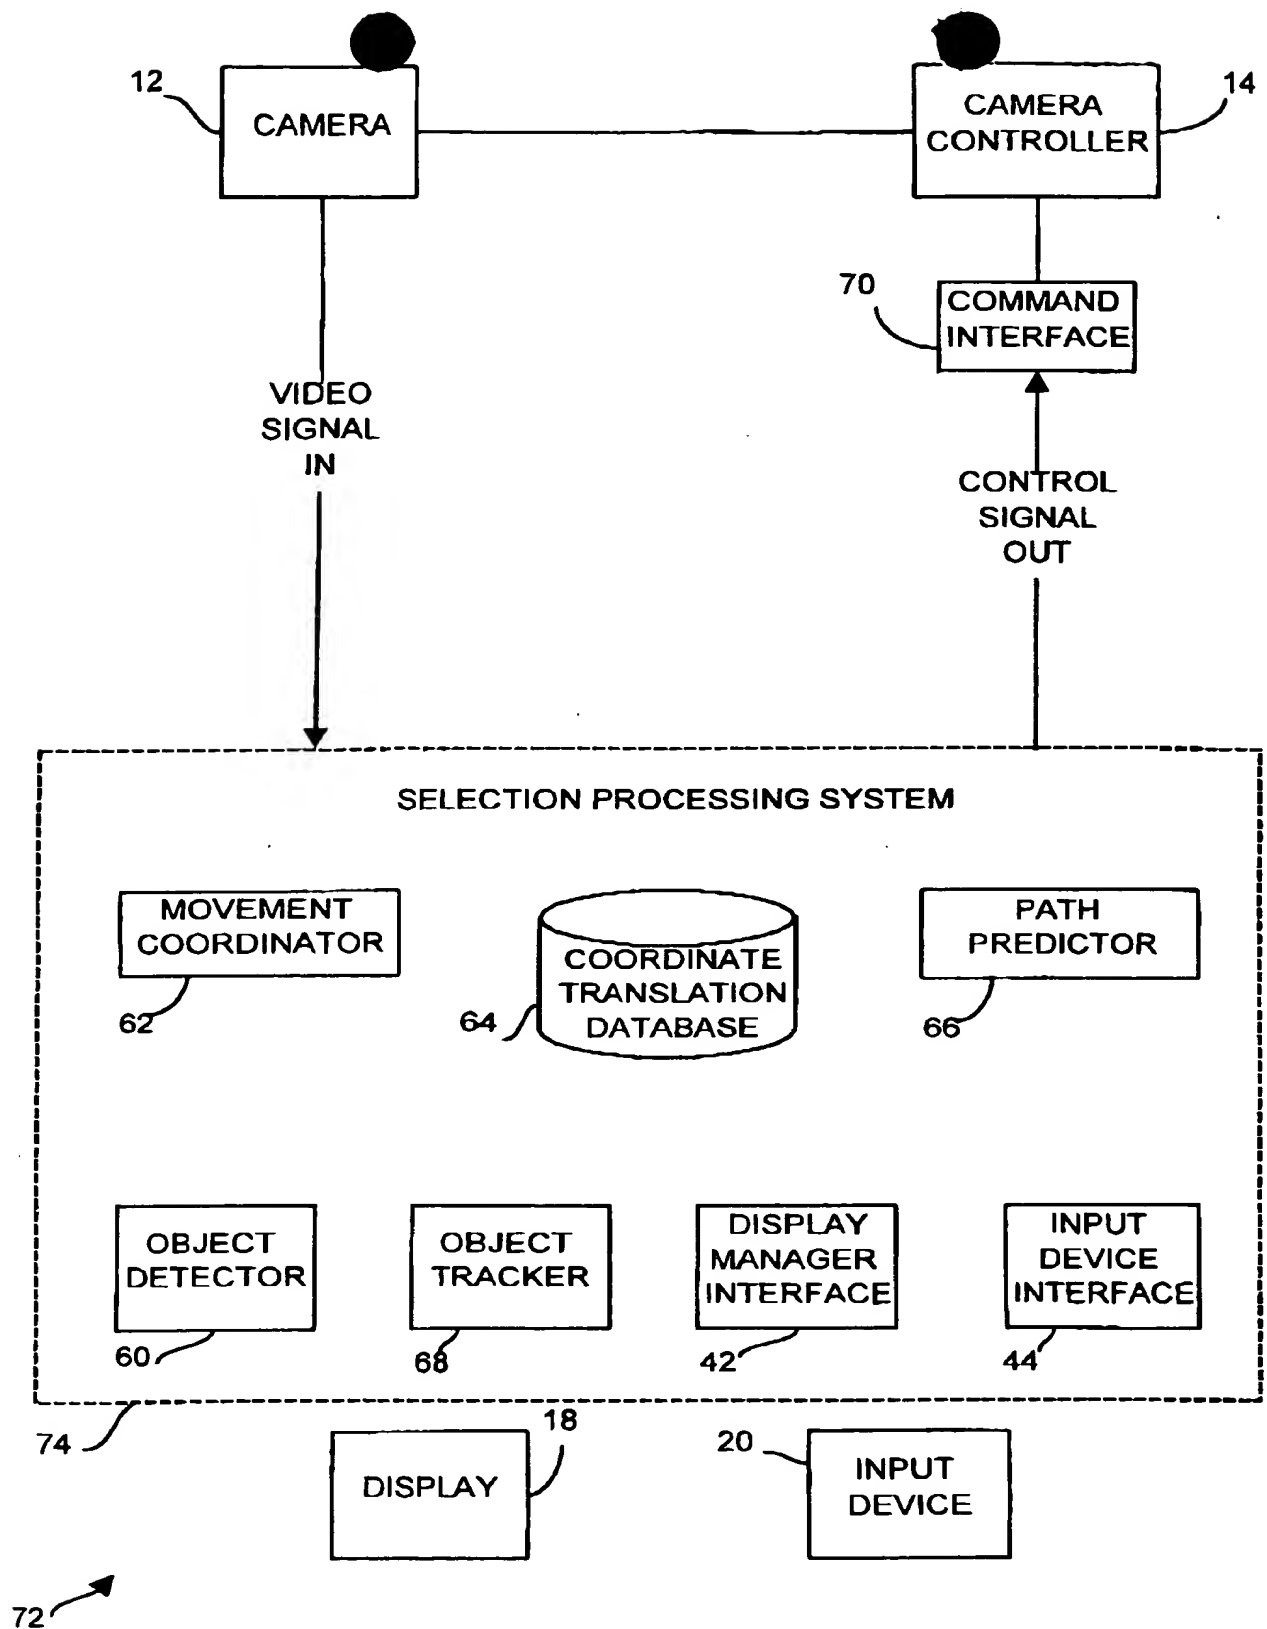 12
CAMERA
CAMERA
CONTROLLER
14
70
COMMAND
INTERFACE
VIDEO
SIGNAL
IN
CONTROL
SIGNAL
OUT
SELECTION PROCESSING SYSTEM
MOVEMENT
COORDINATOR
62
COORDINATE
TRANSLATION
DATABASE
64
PATH
PREDICTOR
66
OBJECT
DETECTOR
60
OBJECT
TRACKER
68
DISPLAY
MANAGER
INTERFACE
42
INPUT
DEVICE
INTERFACE
44
74
DISPLAY
18
20
INPUT
DEVICE
72